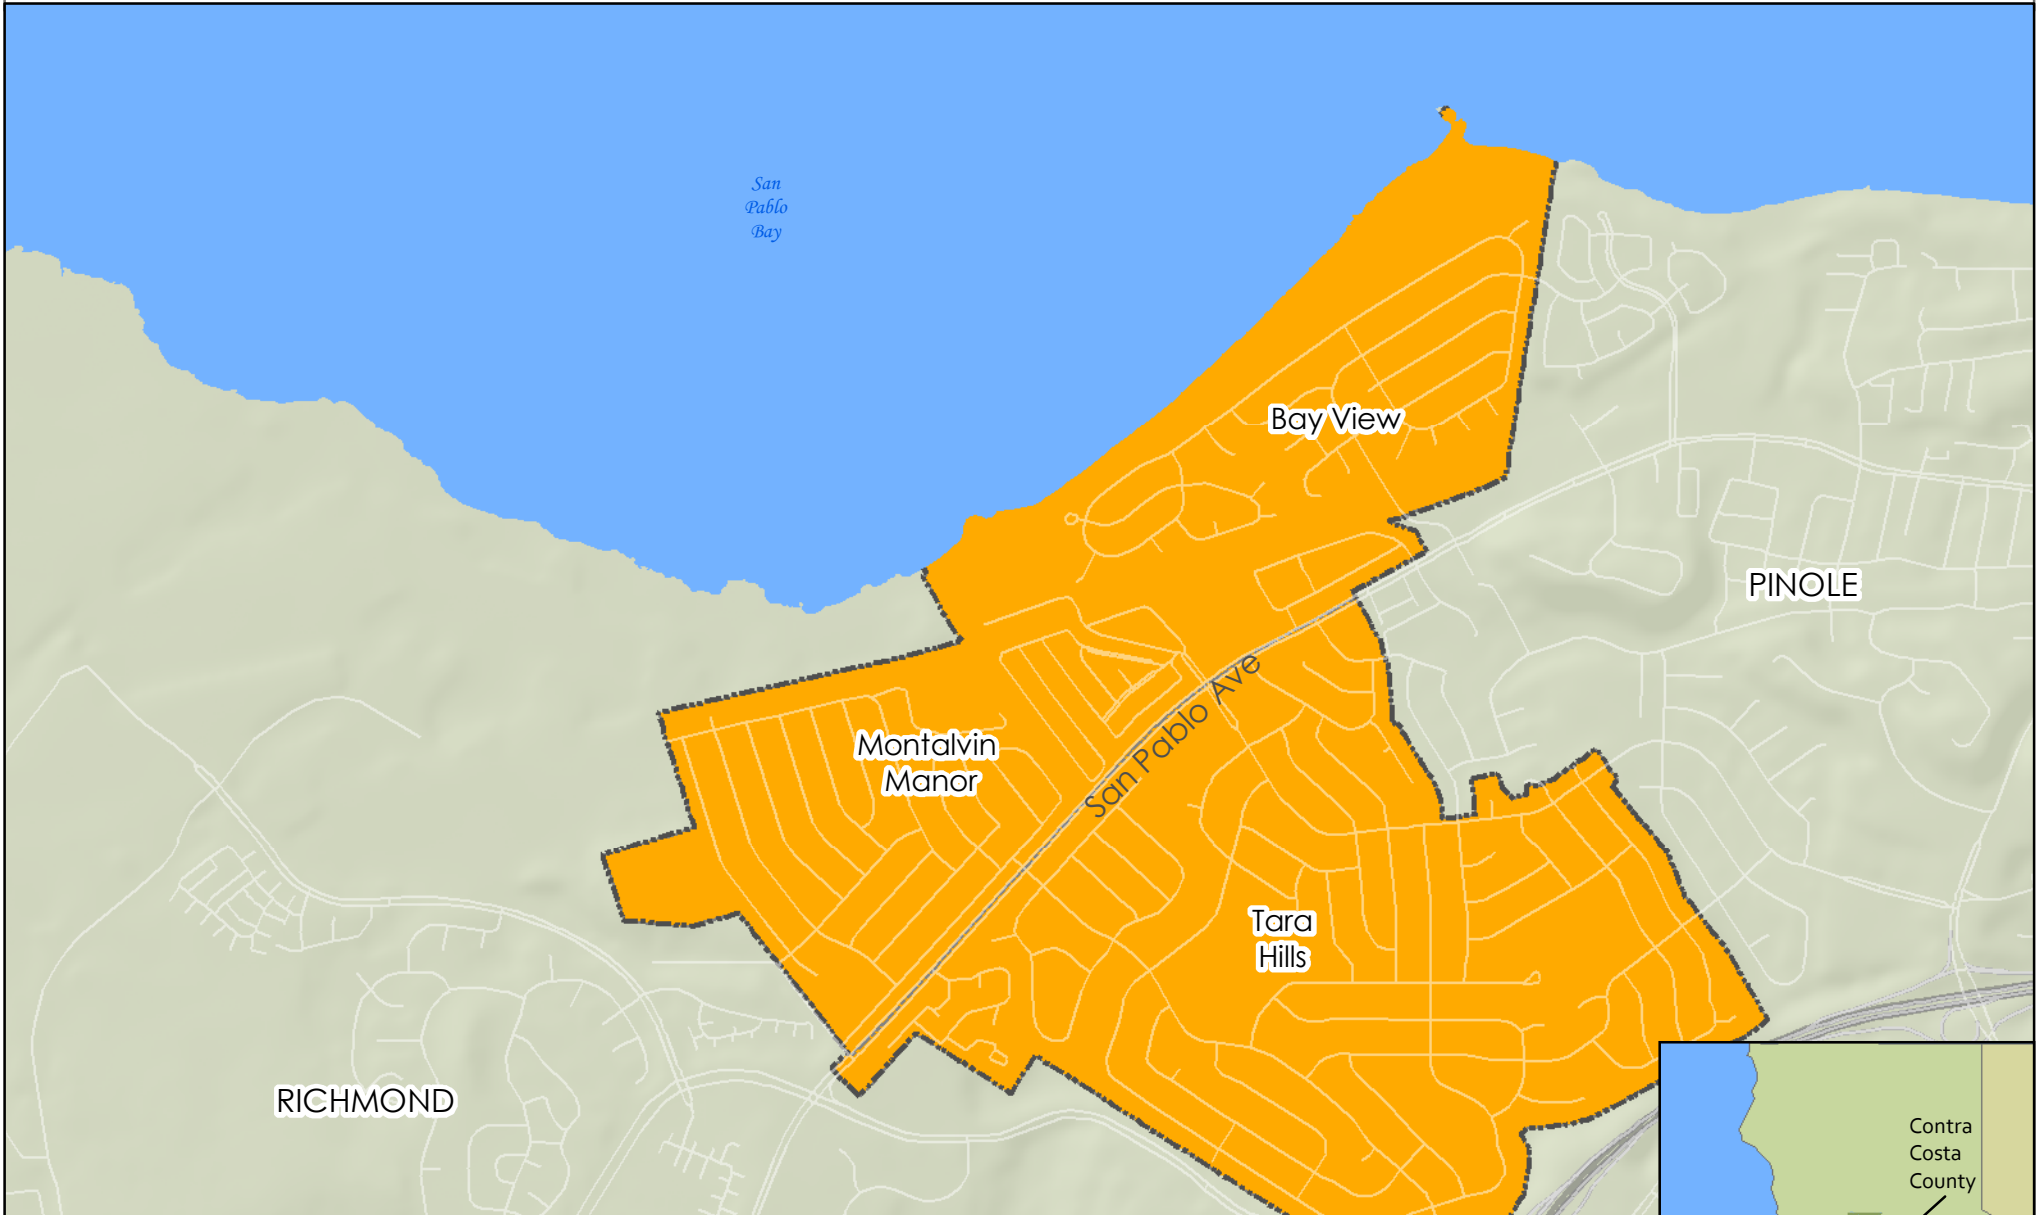 San
Pablo
Bay
Bay View
PINOLE
San Pablo Ave
Montalvin
Manor
Tara
Hills
RICHMOND
Contra
Costa
County